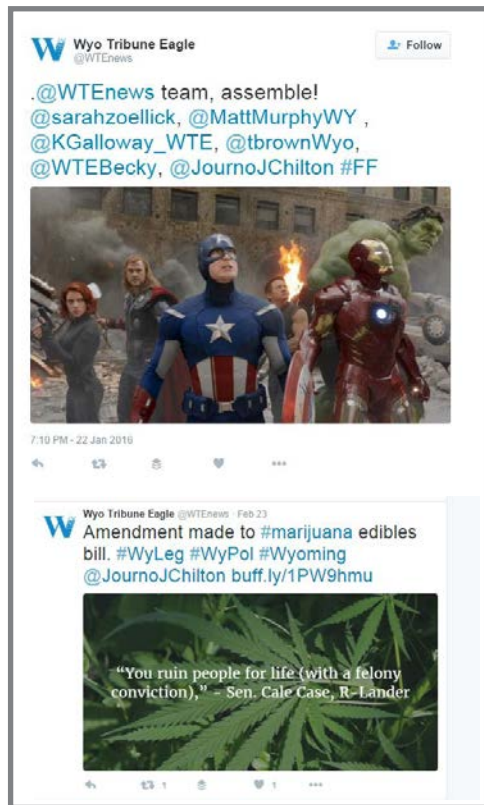 Wyo Tribune Eagle
@WTEnews
Follow
.@WTEnews team, assemble!
@sarahzoellick, @MattMurphyWY ,
@KGalloway_WTE, @tbrownWyo,
@WTEBecky, @JournoJChilton #FF
7:10 PM - 22 Jan 2016
Wyo Tribune Eagle @WTEnews · Feb 23
Amendment made to #marijuana edibles
bill. #WyLeg #WyPol #Wyoming
@JournoJChilton buff.ly/1PW9hmu
“You ruin people for life (with a felony
conviction),” – Sen. Cale Case, R-Lander
1
1